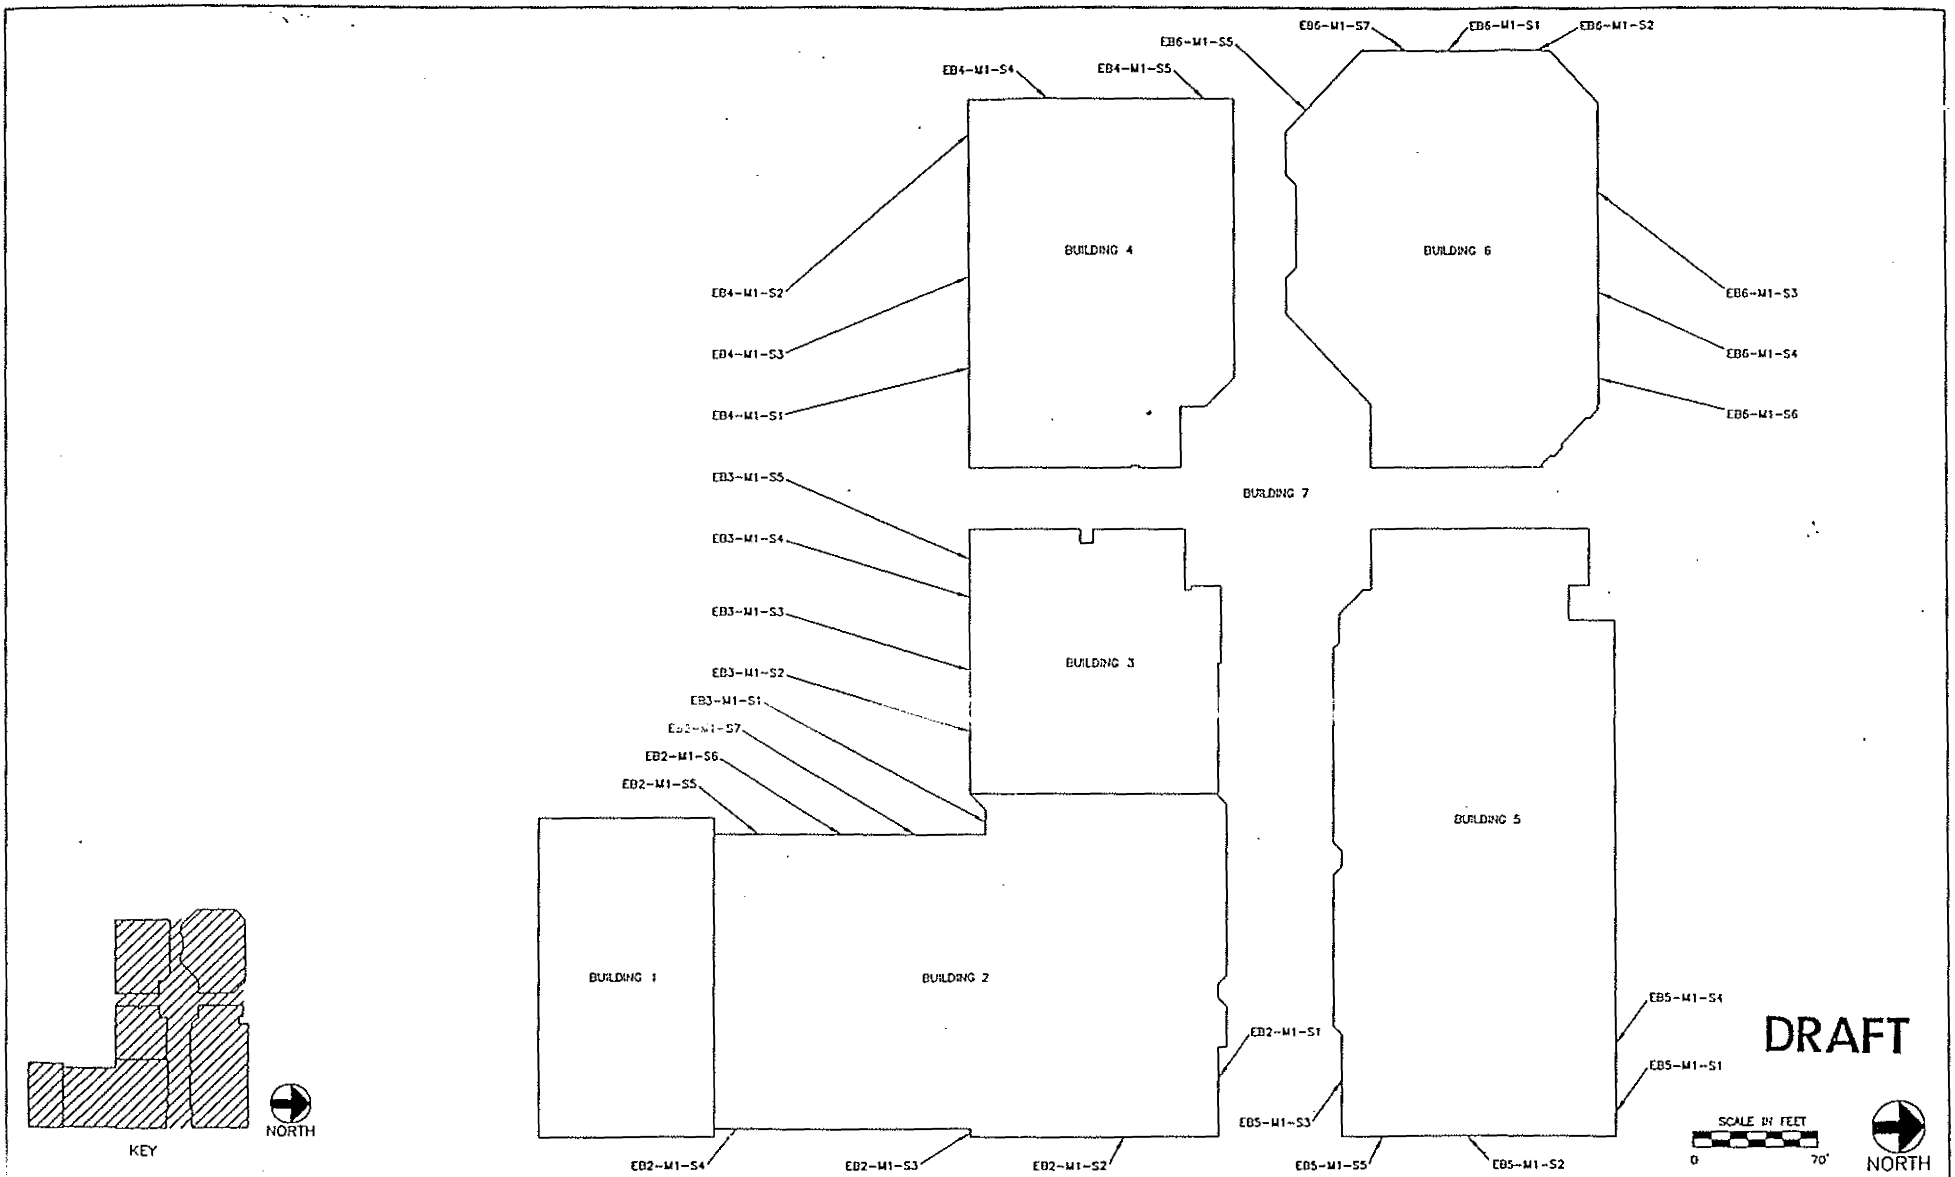 EB6-M1-S7
EB6-M1-S1
EB6-M1-S2
EB6-M1-S5
EB4-M1-S4
EB4-M1-S5
BUILDING 4
BUILDING 6
EB4-M1-S2
EB6-M1-S3
EB4-M1-S3
EB6-M1-S4
EB4-M1-S1
EB6-M1-S6
EB3-M1-S5
BUILDING 7
EB3-M1-S4
EB3-M1-S3
BUILDING 3
EB3-M1-S2
EB3-M1-S1
EB2-M1-S7
EB2-M1-S6
EB2-M1-S5
BUILDING 5
BUILDING 1
BUILDING 2
EB5-M1-S4
EB2-M1-S1
DRAFT
EB5-M1-S1
EB5-M1-S3
SCALE IN FEET
0 70'
NORTH
NORTH
KEY
EB2-M1-S4
EB2-M1-S3
EB2-M1-S2
EB5-M1-S5
EB5-M1-S2